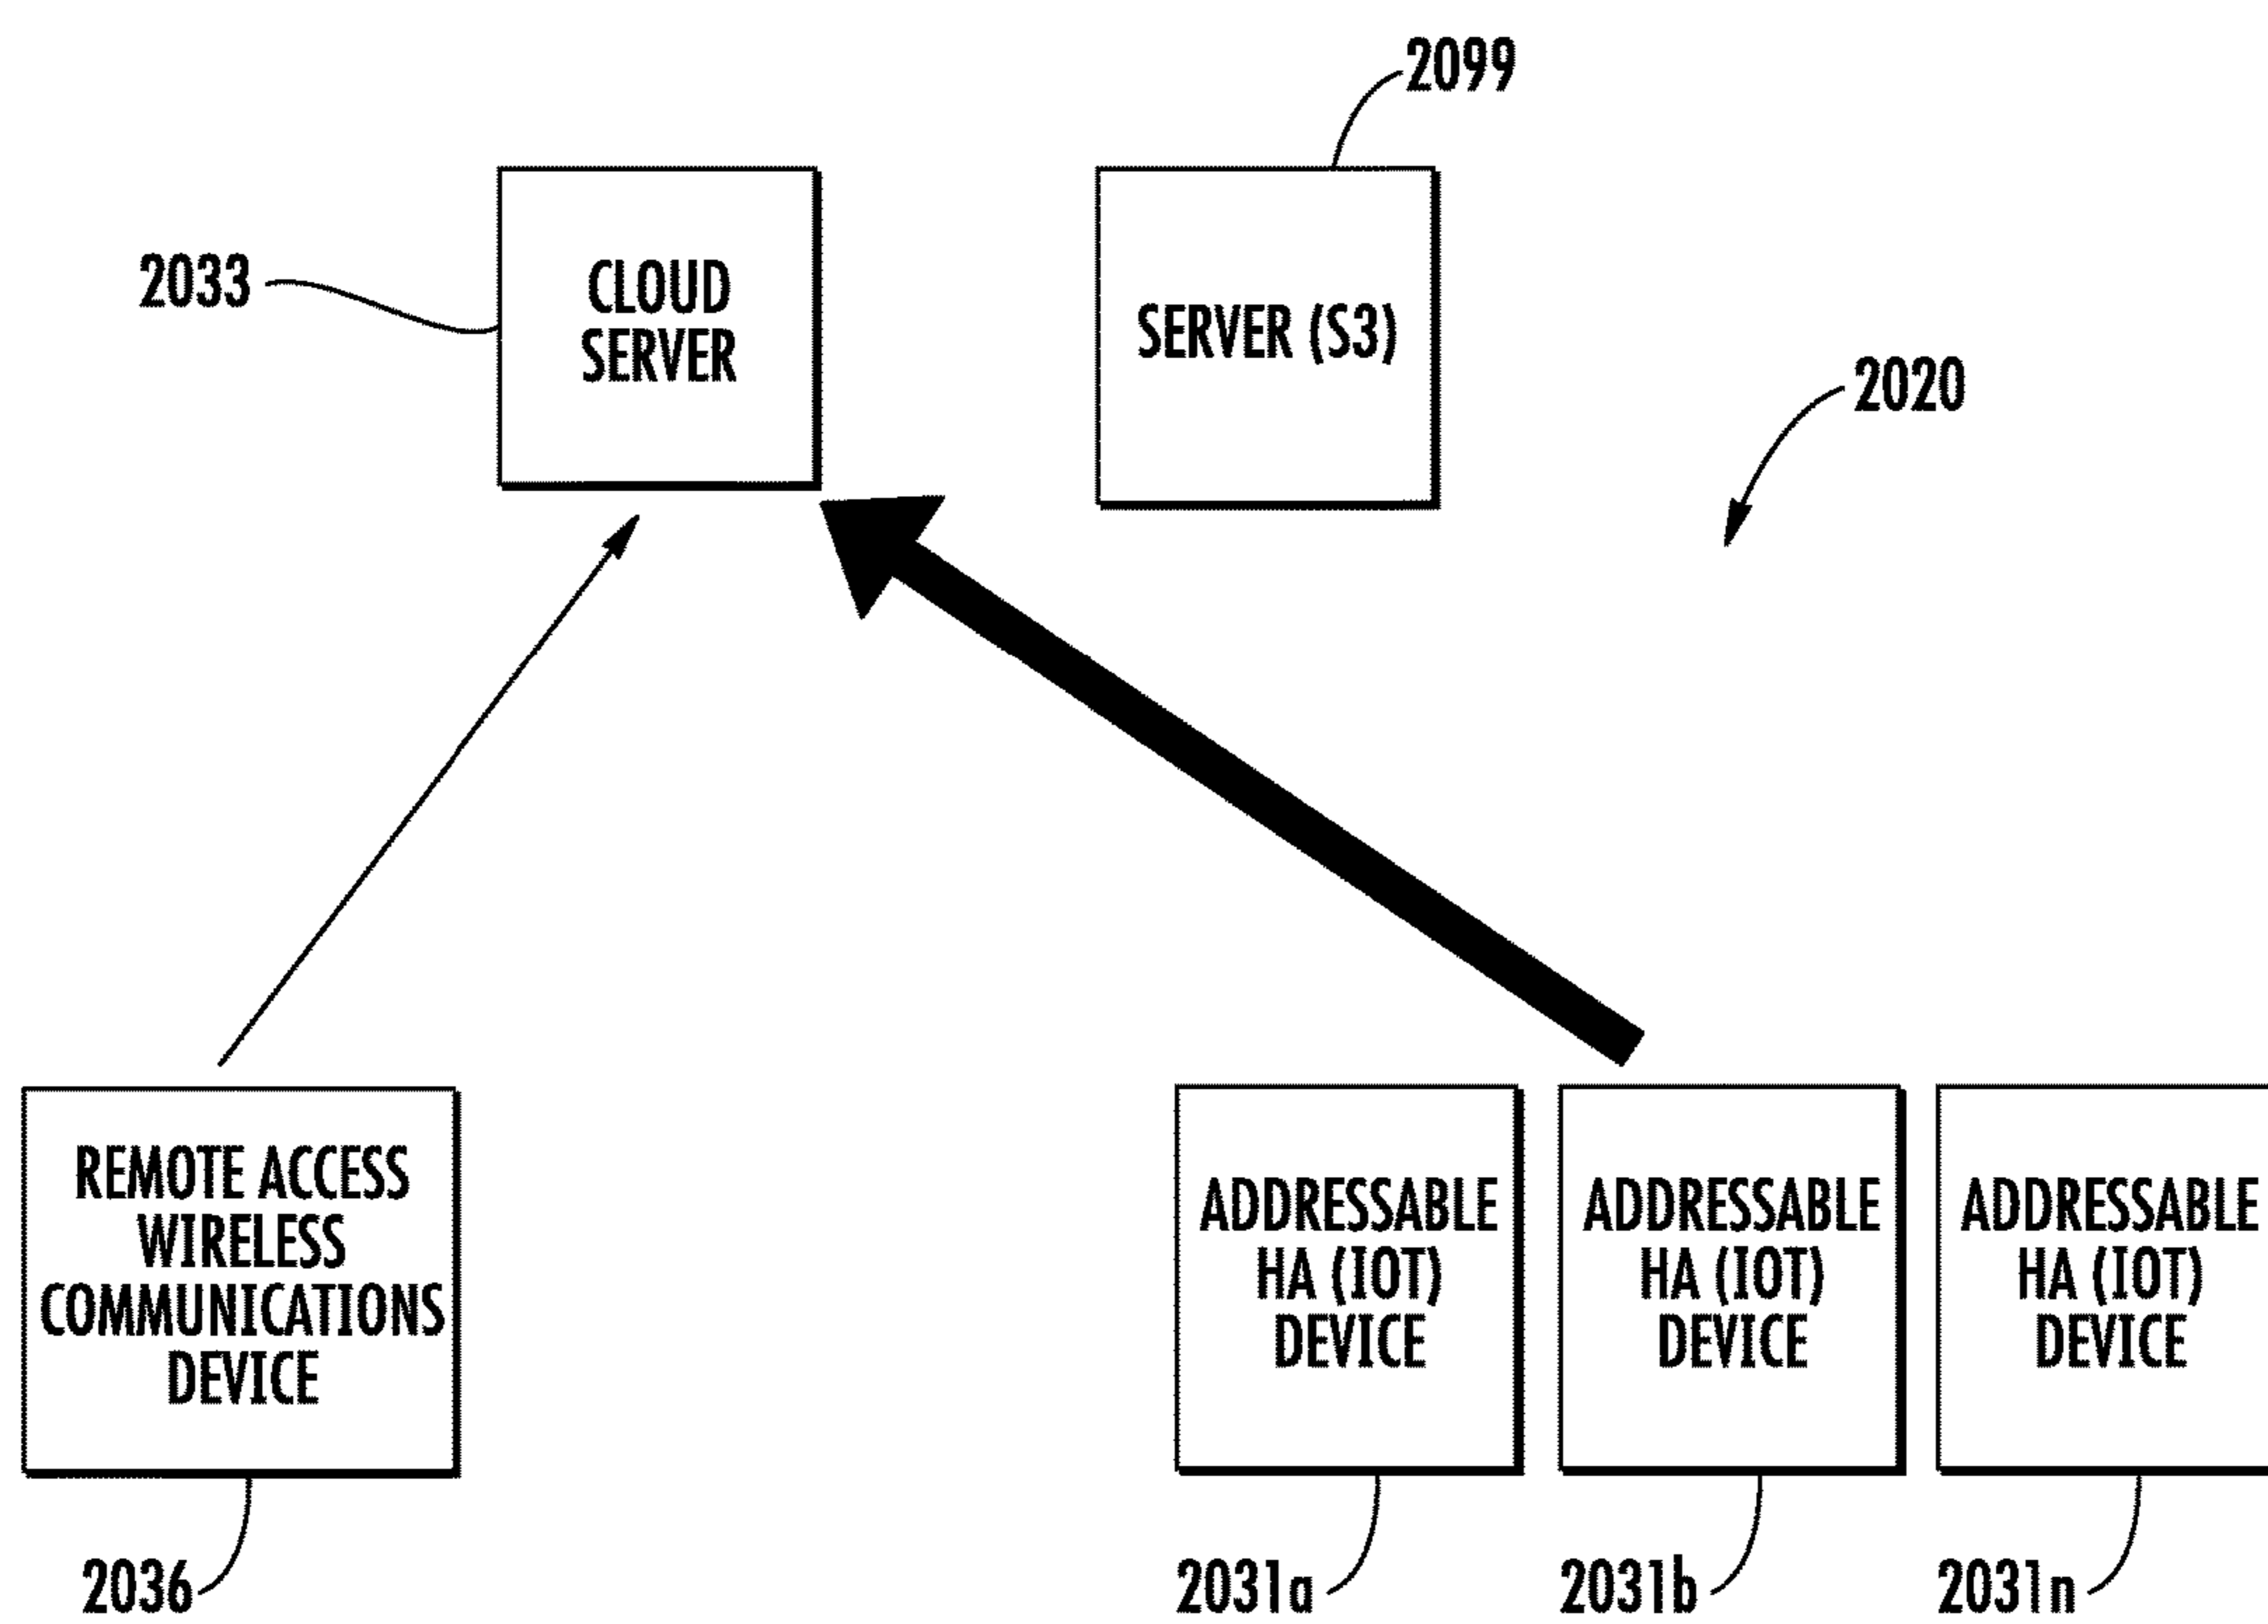 2099
2033
CLOUD
SERVER
SERVER (S3)
2020
REMOTE ACCESS
WIRELESS
COMMUNICATIONS
DEVICE
ADDRESSABLE
HA (IOT)
DEVICE
ADDRESSABLE
HA (IOT)
DEVICE
ADDRESSABLE
HA (IOT)
DEVICE
2036
2031a
2031b
2031n